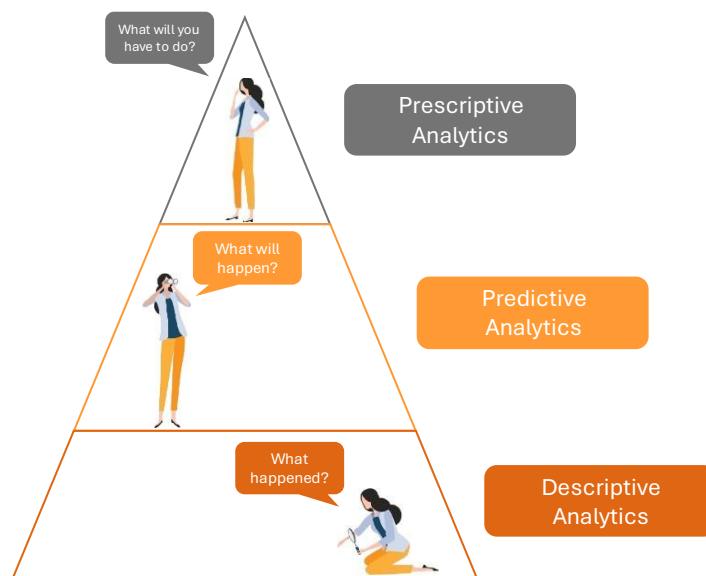 What will you
have to do?
Prescriptive
Analytics
What will
happen?
Predictive
Analytics
What
happened?
Descriptive
Analytics